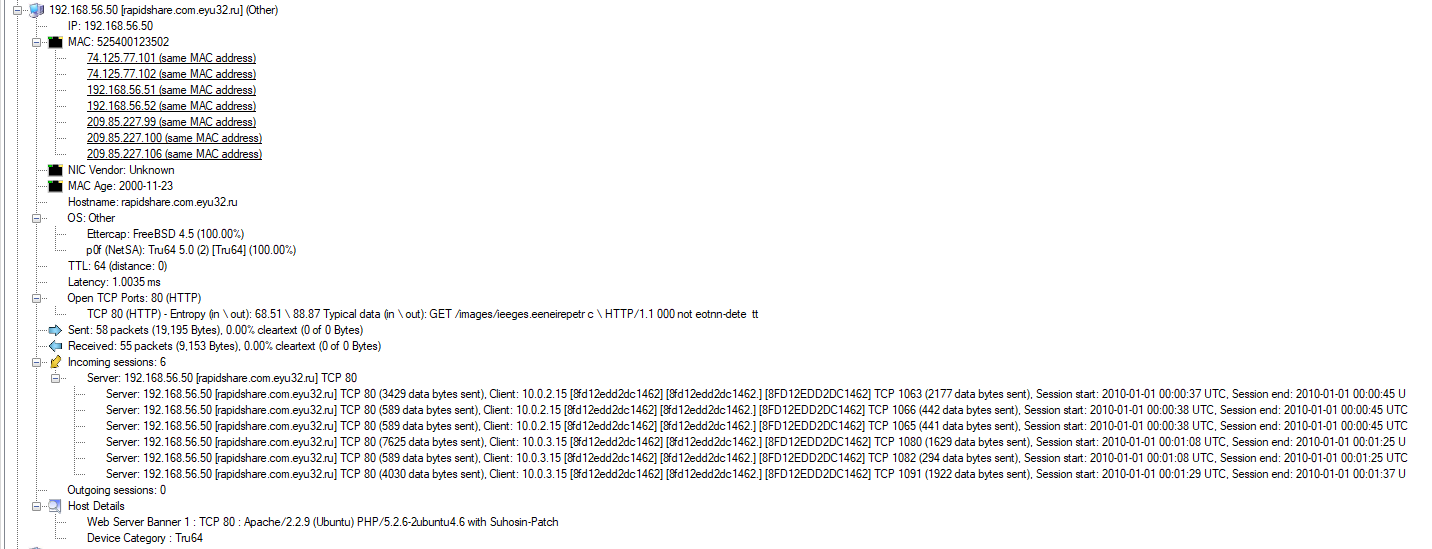 192.168.56.50 [rapidshare.com.eyu32.ru] (Other)
IP: 192.168.56.50
MAC: 525400123502
74.125.77.101 (same MAC address)
74.125.77.102 (same MAC address)
192.168.56.51 (same MAC address)
192.168.56.52 (same MAC address)
209.85.227.99 (same MAC address)
209.85.227.100 (same MAC address)
209.85.227.106 (same MAC address)
NIC Vendor: Unknown
MAC Age: 2000-11-23
Hostname: rapidshare.com.eyu32.ru
OS: Other
Ettercap: FreeBSD 4.5 (100.00%)
p0f (NetSA): Tru64 5.0 (2) [Tru64] (100.00%)
TTL: 64 (distance: 0)
Latency: 1.0035 ms
Open TCP Ports: 80 (HTTP)
TCP 80 (HTTP) - Entropy (in \ out): 68.51 \ 88.87 Typical data (in \ out): GET /images/ieeges.eeneirepetr c \ HTTP/1.1 000 not eotnn-dete  tt
Sent: 58 packets (19,195 Bytes), 0.00% cleartext (0 of 0 Bytes)
Received: 55 packets (9,153 Bytes), 0.00% cleartext (0 of 0 Bytes)
Incoming sessions: 6
Server: 192.168.56.50 [rapidshare.com.eyu32.ru] TCP 80
Server: 192.168.56.50 [rapidshare.com.eyu32.ru] TCP 80 (3429 data bytes sent), Client: 10.0.2.15 [8fd12edd2dc1462] [8fd12edd2dc1462.] [8FD12EDD2DC1462] TCP 1063 (2177 data bytes sent), Session start: 2010-01-01 00:00:37 UTC, Session end: 2010-01-01 00:00:45 U
Server: 192.168.56.50 [rapidshare.com.eyu32.ru] TCP 80 (589 data bytes sent), Client: 10.0.2.15 [8fd12edd2dc1462] [8fd12edd2dc1462.] [8FD12EDD2DC1462] TCP 1066 (442 data bytes sent), Session start: 2010-01-01 00:00:38 UTC, Session end: 2010-01-01 00:00:45 UTC
Server: 192.168.56.50 [rapidshare.com.eyu32.ru] TCP 80 (589 data bytes sent), Client: 10.0.2.15 [8fd12edd2dc1462] [8fd12edd2dc1462.] [8FD12EDD2DC1462] TCP 1065 (441 data bytes sent), Session start: 2010-01-01 00:00:38 UTC, Session end: 2010-01-01 00:00:45 UTC
Server: 192.168.56.50 [rapidshare.com.eyu32.ru] TCP 80 (7625 data bytes sent), Client: 10.0.3.15 [8fd12edd2dc1462] [8fd12edd2dc1462.] [8FD12EDD2DC1462] TCP 1080 (1629 data bytes sent), Session start: 2010-01-01 00:01:08 UTC, Session end: 2010-01-01 00:01:25 U
Server: 192.168.56.50 [rapidshare.com.eyu32.ru] TCP 80 (589 data bytes sent), Client: 10.0.3.15 [8fd12edd2dc1462] [8fd12edd2dc1462.] [8FD12EDD2DC1462] TCP 1082 (294 data bytes sent), Session start: 2010-01-01 00:01:08 UTC, Session end: 2010-01-01 00:01:25 UTC
Server: 192.168.56.50 [rapidshare.com.eyu32.ru] TCP 80 (4030 data bytes sent), Client: 10.0.3.15 [8fd12edd2dc1462] [8fd12edd2dc1462.] [8FD12EDD2DC1462] TCP 1091 (1922 data bytes sent), Session start: 2010-01-01 00:01:29 UTC, Session end: 2010-01-01 00:01:37 U
Outgoing sessions: 0
Host Details
Web Server Banner 1 : TCP 80 : Apache/2.2.9 (Ubuntu) PHP/5.2.6-2ubuntu4.6 with Suhosin-Patch
Device Category : Tru64